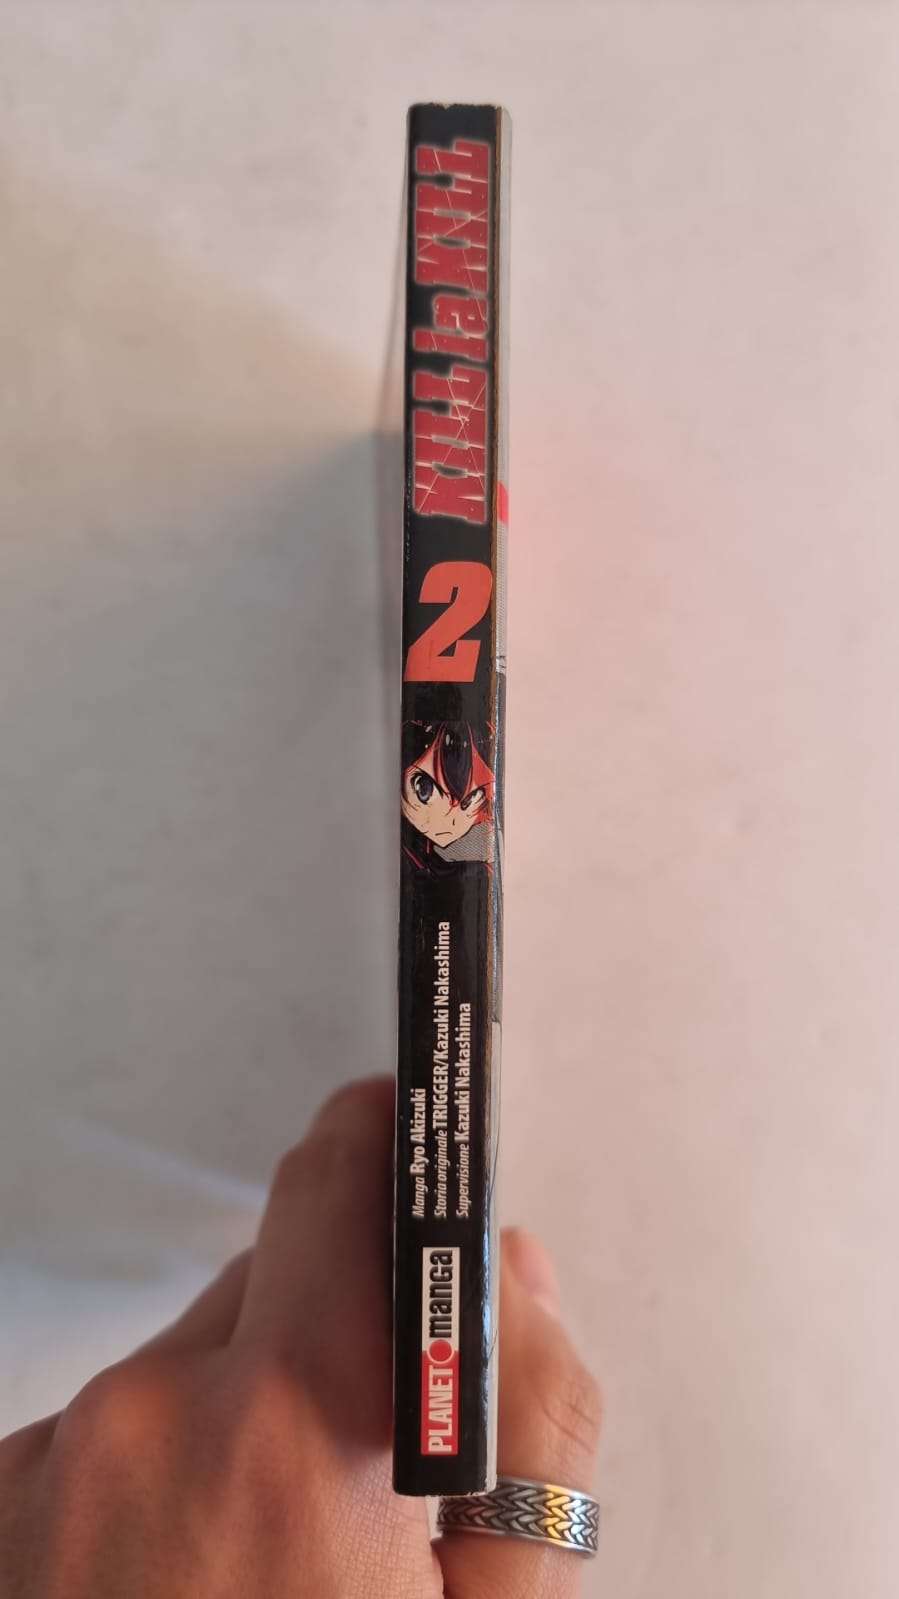 KILL la KILL
2
Manga Ryo Akizuki
Storia originale TRIGGER/Kazuki Nakashima
Supervisione Kazuki Nakashima
PLANET manga